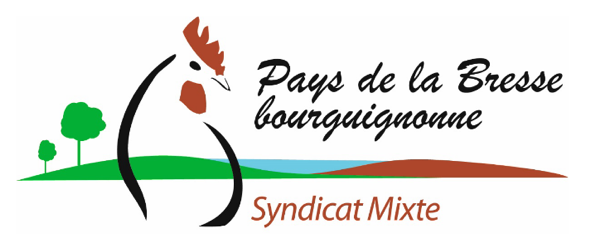 Pays de la Bresse
bourguignonne
Syndicat Mixte